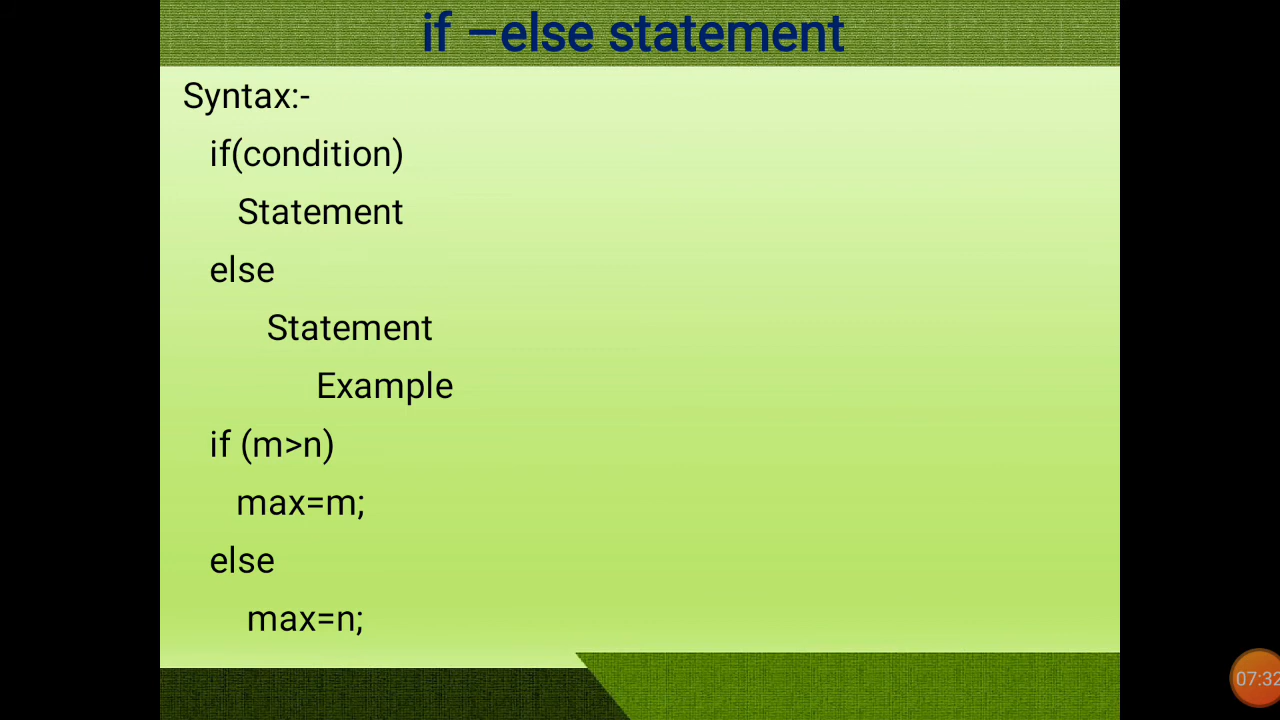 if –else statement
Syntax:-
if(condition)
Statement
else
Statement
Example
if (m>n)
max=m;
else
max=n;
07:32